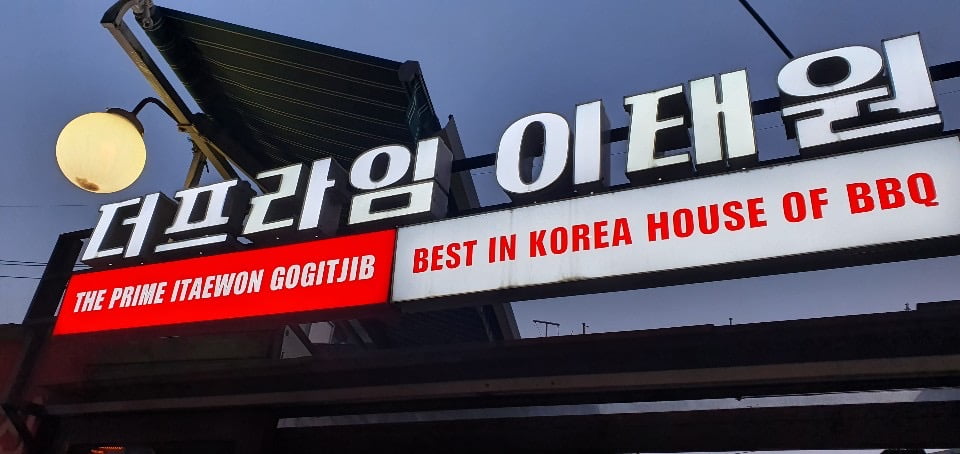 더프라임 이태원
THE PRIME ITAEWON GOGITJIB
BEST IN KOREA HOUSE OF BBQ